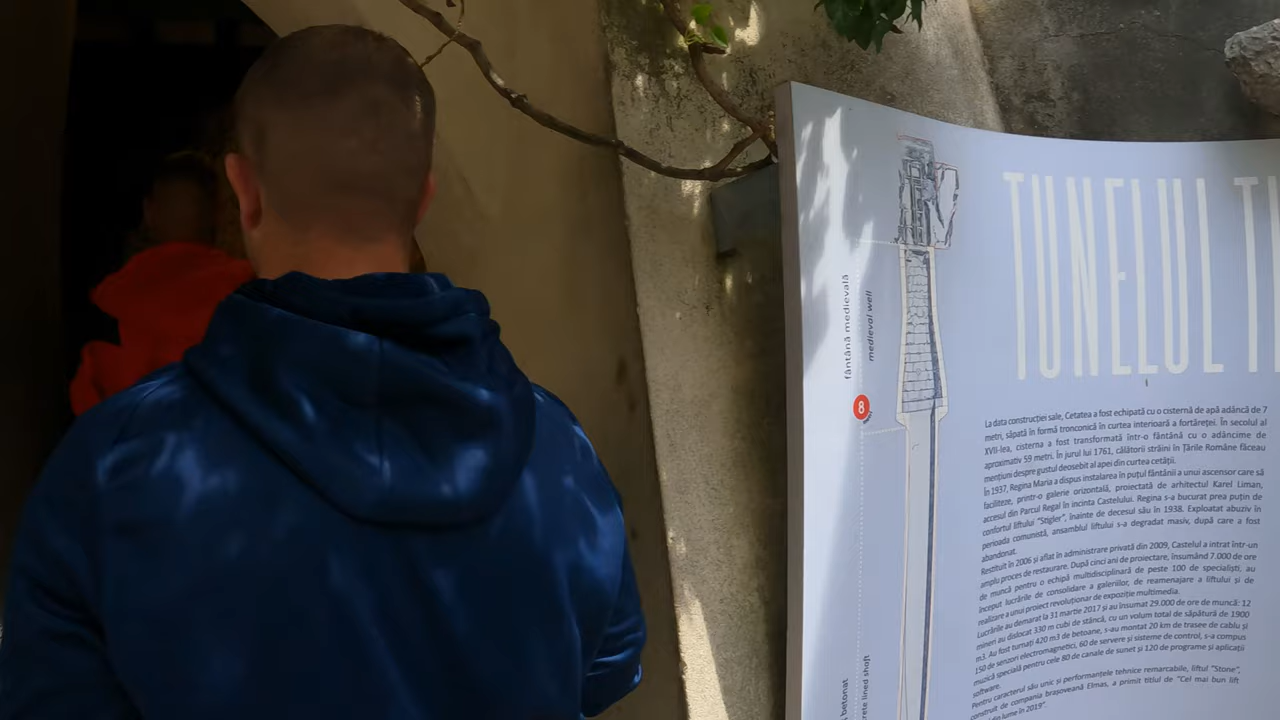 TUNELUL
fântână medievală
medieval well
8
La data construcției sale, Cetatea a fost echipată cu o cisternă de apă adâncă de 7
metri, săpată în formă tronconică în curtea interioară a fortăreței. În secolul al
XVII-lea, cisterna a fost transformată într-o fântână cu o adâncime de
aproximativ 59 metri. În jurul lui 1761, călătorii străini în Țările Române făceau
mențiuni despre gustul deosebit al apei din curtea cetății.
În 1937, Regina Maria a dispus instalarea în puțul fântânii a unui ascensor care să
faciliteze, printr-o galerie orizontală, proiectată de arhitectul Karel Liman,
accesul din Parcul Regal în incinta Castelului. Regina s-a bucurat prea puțin de
confortul liftului "Stigler", înainte de decesul său în 1938. Exploatat abuziv în
perioada comunistă, ansamblul liftului s-a degradat masiv, după care a fost
abandonat.
Restituit în 2006 și aflat în administrare privată din 2009, Castelul a intrat într-un
amplu proces de restaurare. După cinci ani de proiectare, însumând 7.000 de ore
de muncă pentru o echipă multidisciplinară de peste 100 de specialiști, au
început lucrările de consolidare a galeriilor, de reamenajare a liftului și de
realizare a unui proiect revoluționar de expoziție multimedia.
Lucrările au demarat la 31 martie 2017 și au însumat 29.000 de ore de muncă: 12
mineri au dislocat 330 m cubi de stâncă, cu un volum total de săpătură de 1900
m3. Au fost turnați 420 m3 de betoane, s-au montat 20 km de trasee de cablu și
150 de senzori electromagnetici, 60 de servere și sisteme de control, s-a compus
muzică specială pentru cele 80 de canale de sunet și 120 de programe și aplicații
software.
Pentru caracterul său unic și performanțele tehnice remarcabile, liftul "Stone",
construit de compania brașoveană Elmas, a primit titlul de "Cel mai bun lift
din lume în 2019".
betonat
lined shaft